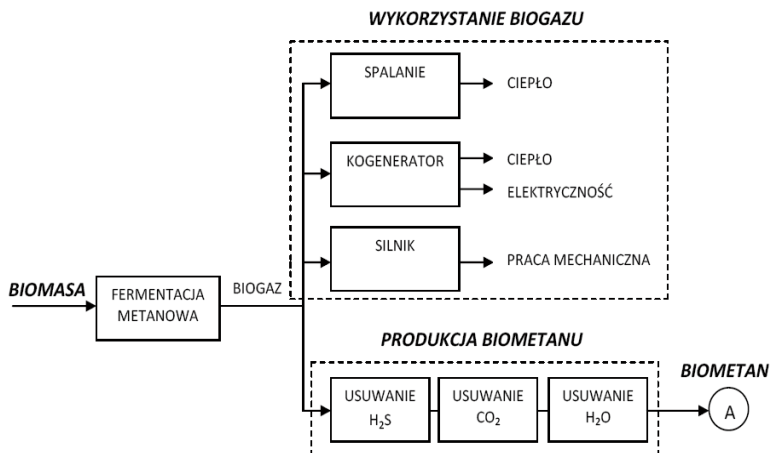 WYKORZYSTANIE BIOGAZU
SPALANIE
CIEPŁO
KOGENERATOR
CIEPŁO
ELEKTRYCZNOŚĆ
SILNIK
PRACA MECHANICZNA
BIOMASA
FERMENTACJA
METANOWA
BIOGAZ
PRODUKCJA BIOMETANU
USUWANIE
H₂S
USUWANIE
CO₂
USUWANIE
H₂O
BIOMETAN
A